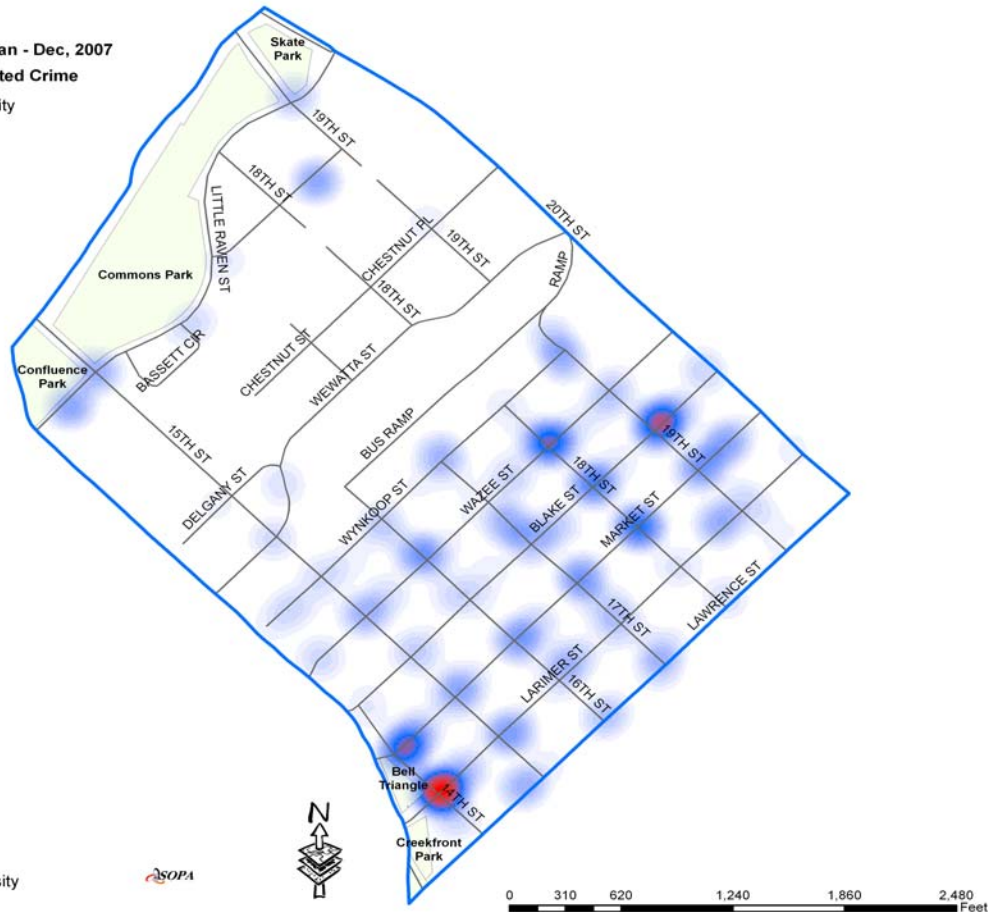 an - Dec, 2007
ted Crime
ity
Skate
Park
19TH ST
18TH ST
LITTLE RAVEN ST
Commons Park
CHESTNUT PL
19TH ST
18TH ST
20TH ST
RAMP
Confluence
Park
BASSETT CIR
CHESTNUT ST
WEWATTA ST
BUS RAMP
15TH ST
DELGANY ST
WYNKOOP ST
WAZEE ST
18TH ST
19TH ST
BLAKE ST
MARKET ST
17TH ST
LAWRENCE ST
LARIMER ST
16TH ST
Bell
Triangle
14TH ST
Creekfront
Park
N
sity
SOPA
0 310 620 1,240 1,860 2,480
Feet